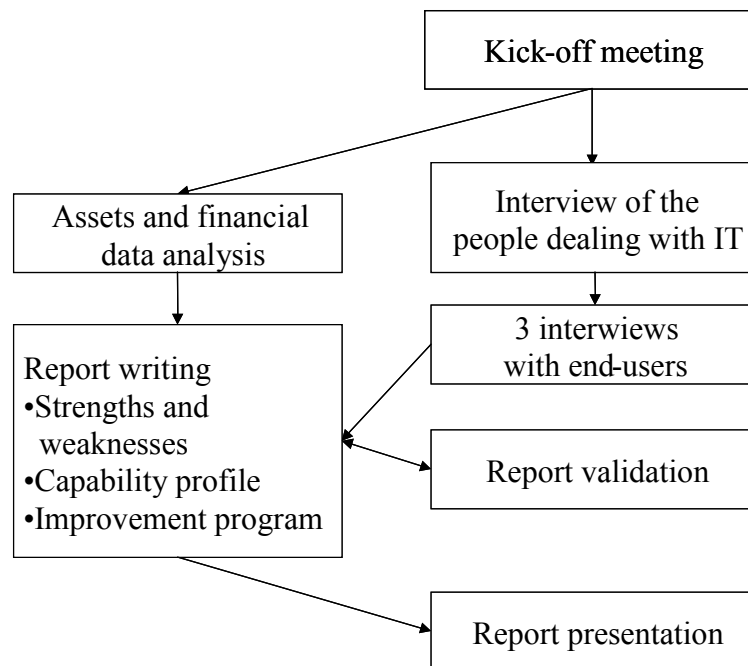 Kick-off meeting
Assets and financial
data analysis
Interview of the
people dealing with IT
3 interwiews
with end-users
Report writing
•Strengths and
weaknesses
•Capability profile
•Improvement program
Report validation
Report presentation